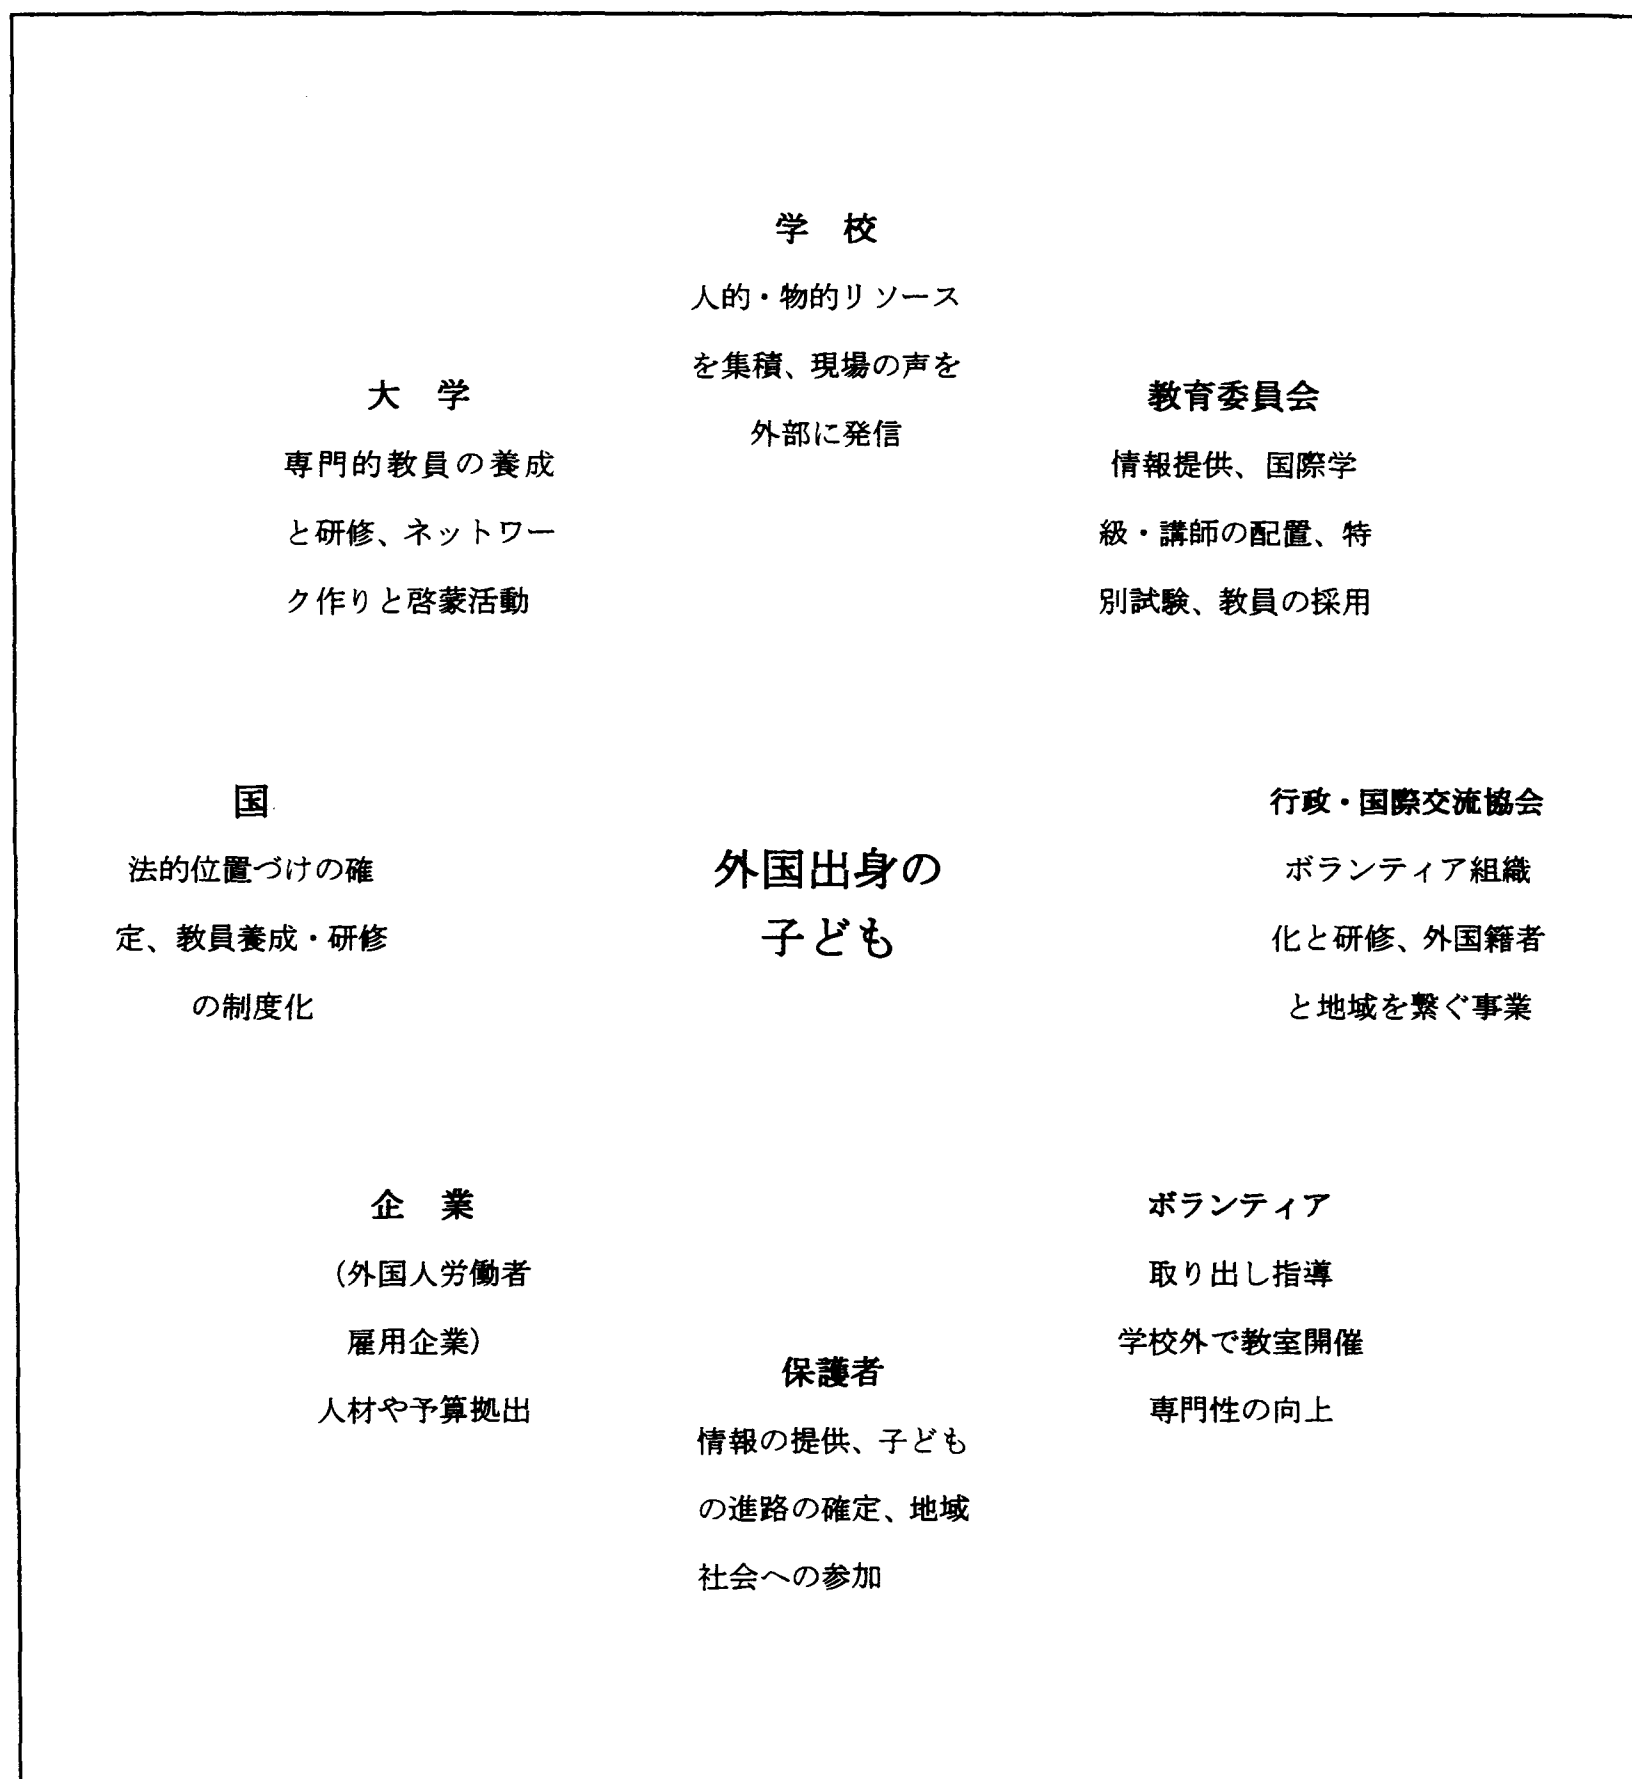 学 校
人的・物的リソース
を集積、現場の声を
外部に発信
大 学
専門的教員の養成
と研修、ネットワー
ク作りと啓蒙活動
教育委員会
情報提供、国際学
級・講師の配置、特
別試験、教員の採用
国
法的位置づけの確
定、教員養成・研修
の制度化
外国出身の
子ども
行政・国際交流協会
ボランティア組織
化と研修、外国籍者
と地域を繋ぐ事業
企 業
（外国人労働者
雇用企業）
人材や予算拠出
保護者
情報の提供、子ども
の進路の確定、地域
社会への参加
ボランティア
取り出し指導
学校外で教室開催
専門性の向上